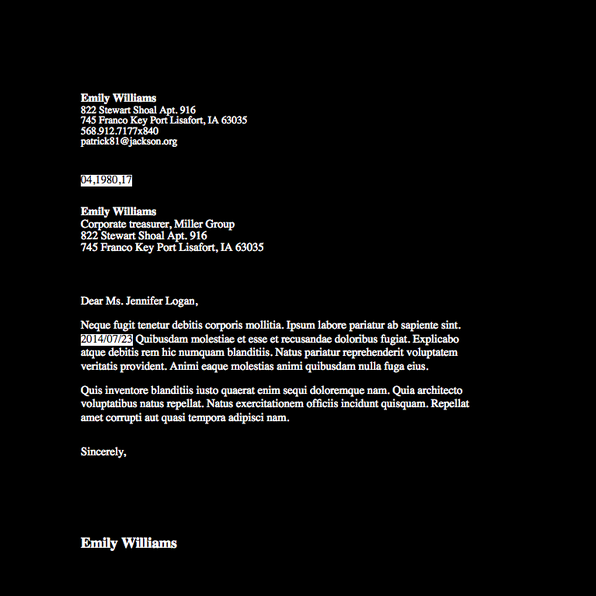 Emily Williams
822 Stewart Shoal Apt. 916
745 Franco Key Port Lisafort, IA 63035
568.912.7177x840
patrick81@jackson.org
04,1980,17
Emily Williams
Corporate treasurer, Miller Group
822 Stewart Shoal Apt. 916
745 Franco Key Port Lisafort, IA 63035
Dear Ms. Jennifer Logan,
Neque fugit tenetur debitis corporis mollitia. Ipsum labore pariatur ab sapiente sint.
2014/07/23 Quibusdam molestiae et esse et recusandae doloribus fugiat. Explicabo
atque debitis rem hic numquam blanditiis. Natus pariatur reprehenderit voluptatem
veritatis provident. Animi eaque molestias animi quibusdam nulla fuga eius.
Quis inventore blanditiis iusto quaerat enim sequi doloremque nam. Quia architecto
voluptatibus natus repellat. Natus exercitationem officiis incidunt quisquam. Repellat
amet corrupti aut quasi tempora adipisci nam.
Sincerely,
Emily Williams